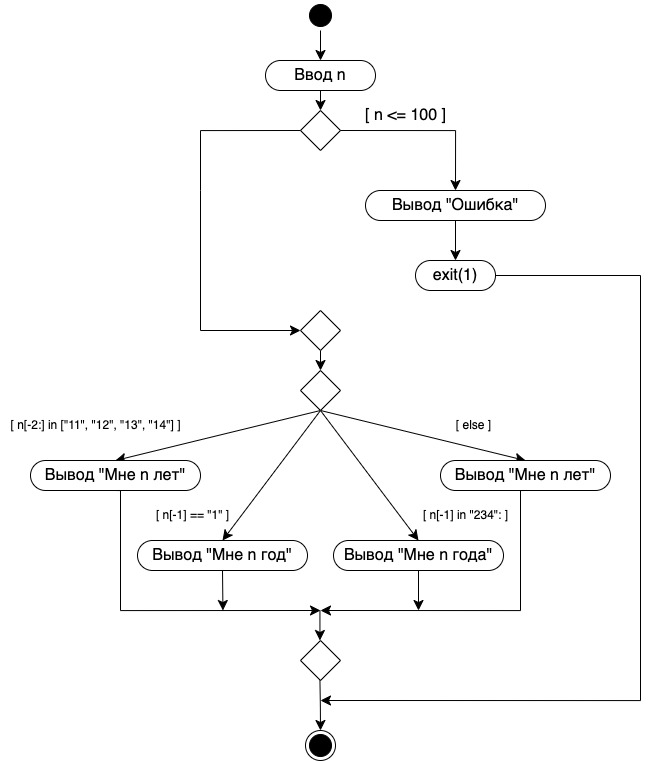 Ввод n
[ n <= 100 ]
Вывод "Ошибка"
exit(1)
[ n[-2:] in ["11", "12", "13", "14"] ]
[ else ]
Вывод "Мне n лет"
Вывод "Мне n лет"
[ n[-1] == "1" ]
[ n[-1] in "234": ]
Вывод "Мне n год"
Вывод "Мне n года"